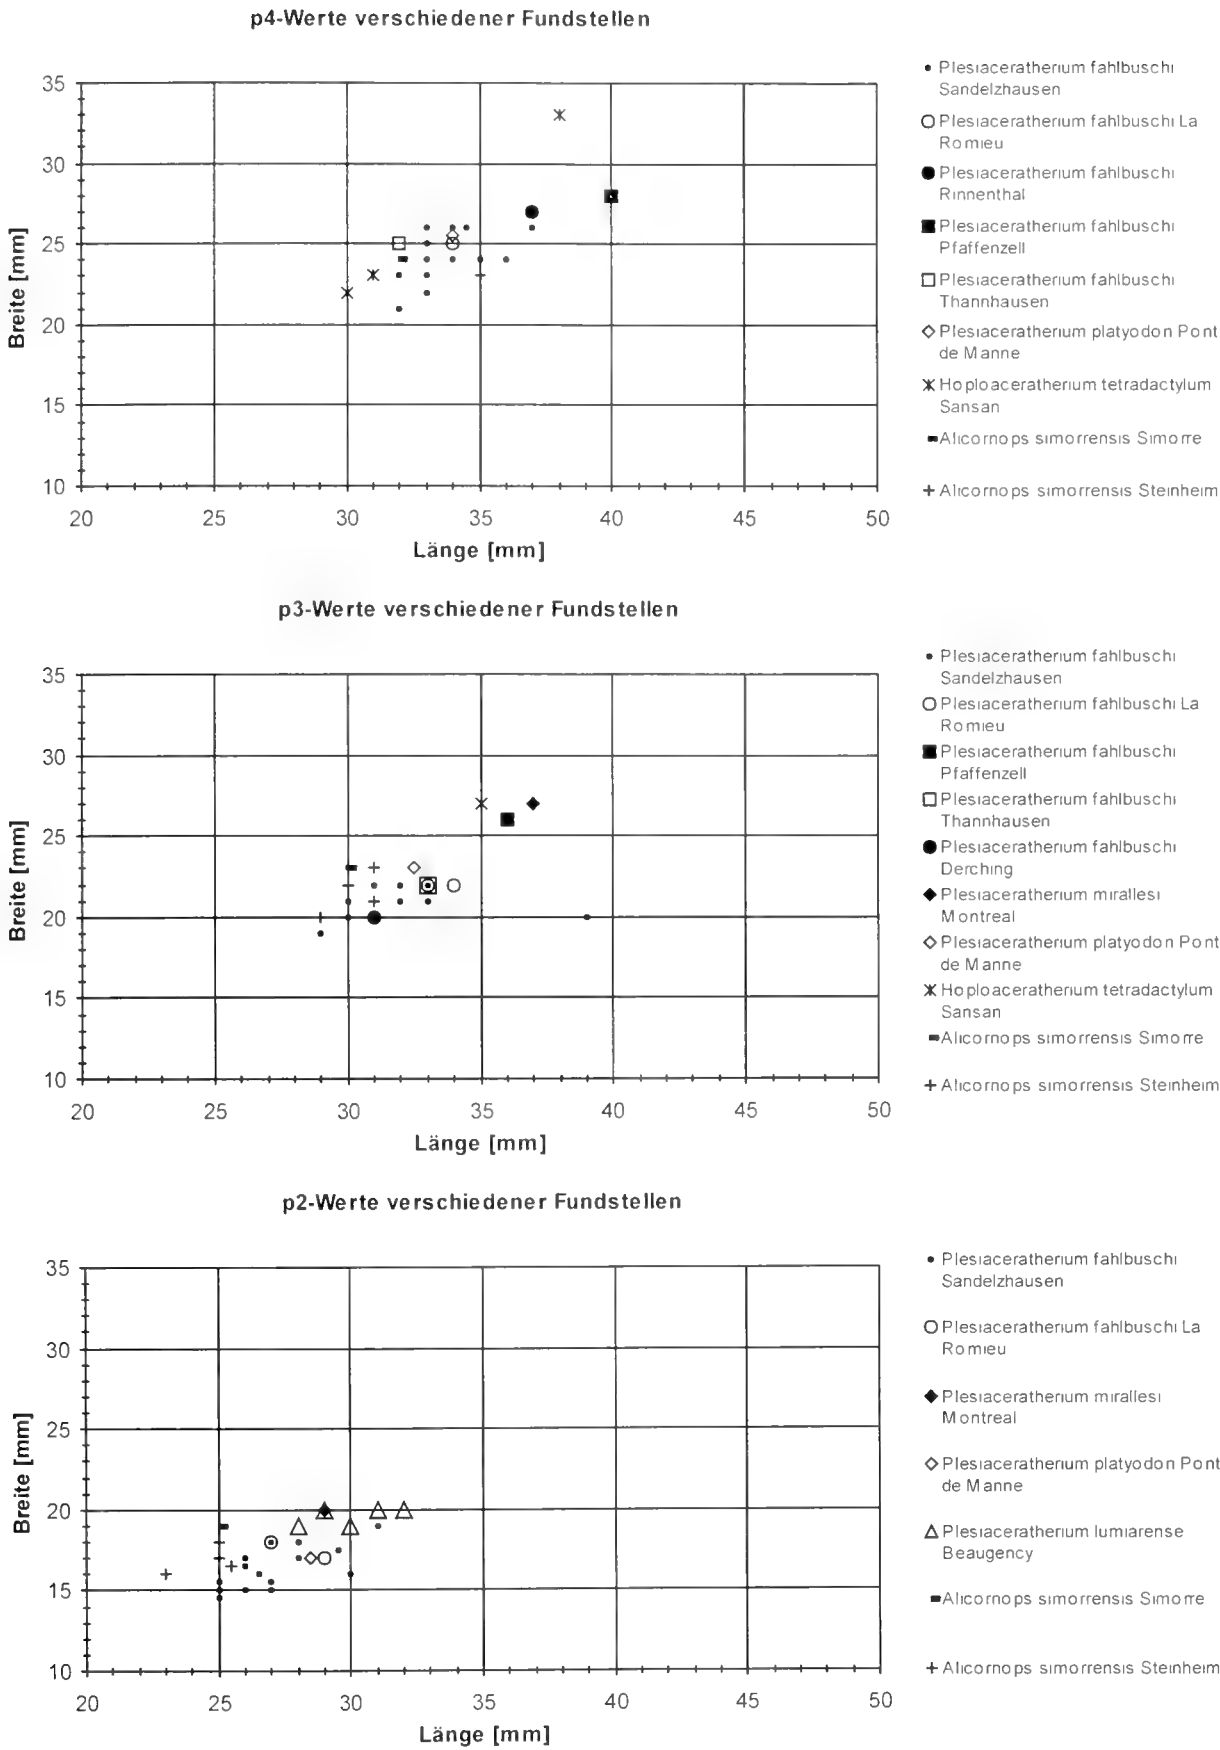 p4-Werte verschiedener Fundstellen
35
30
25
20
15
10
Breite [mm]
20 25 30 35 40 45 50
Länge [mm]
Plesiaceratherium fahlbuschi
Sandelzhausen
Plesiaceratherium fahlbuschi La
Romieu
Plesiaceratherium fahlbuschi
Rinnenthal
Plesiaceratherium fahlbuschi
Pfaffenzell
Plesiaceratherium fahlbuschi
Thannhausen
Plesiaceratherium platyodon Pont
de Manne
Hoploaceratherium tetradactylum
Sansan
Alicornops simorrensis Simorre
Alicornops simorrensis Steinheim
p3-Werte verschiedener Fundstellen
35
30
25
20
15
10
Breite [mm]
20 25 30 35 40 45 50
Länge [mm]
Plesiaceratherium fahlbuschi
Sandelzhausen
Plesiaceratherium fahlbuschi La
Romieu
Plesiaceratherium fahlbuschi
Pfaffenzell
Plesiaceratherium fahlbuschi
Thannhausen
Plesiaceratherium fahlbuschi
Derching
Plesiaceratherium mirallesi
Montreal
Plesiaceratherium platyodon Pont
de Manne
Hoploaceratherium tetradactylum
Sansan
Alicornops simorrensis Simorre
Alicornops simorrensis Steinheim
p2-Werte verschiedener Fundstellen
35
30
25
20
15
10
Breite [mm]
20 25 30 35 40 45 50
Länge [mm]
Plesiaceratherium fahlbuschi
Sandelzhausen
Plesiaceratherium fahlbuschi La
Romieu
Plesiaceratherium mirallesi
Montreal
Plesiaceratherium platyodon Pont
de Manne
Plesiaceratherium lumiarense
Beaugency
Alicornops simorrensis Simorre
Alicornops simorrensis Steinheim